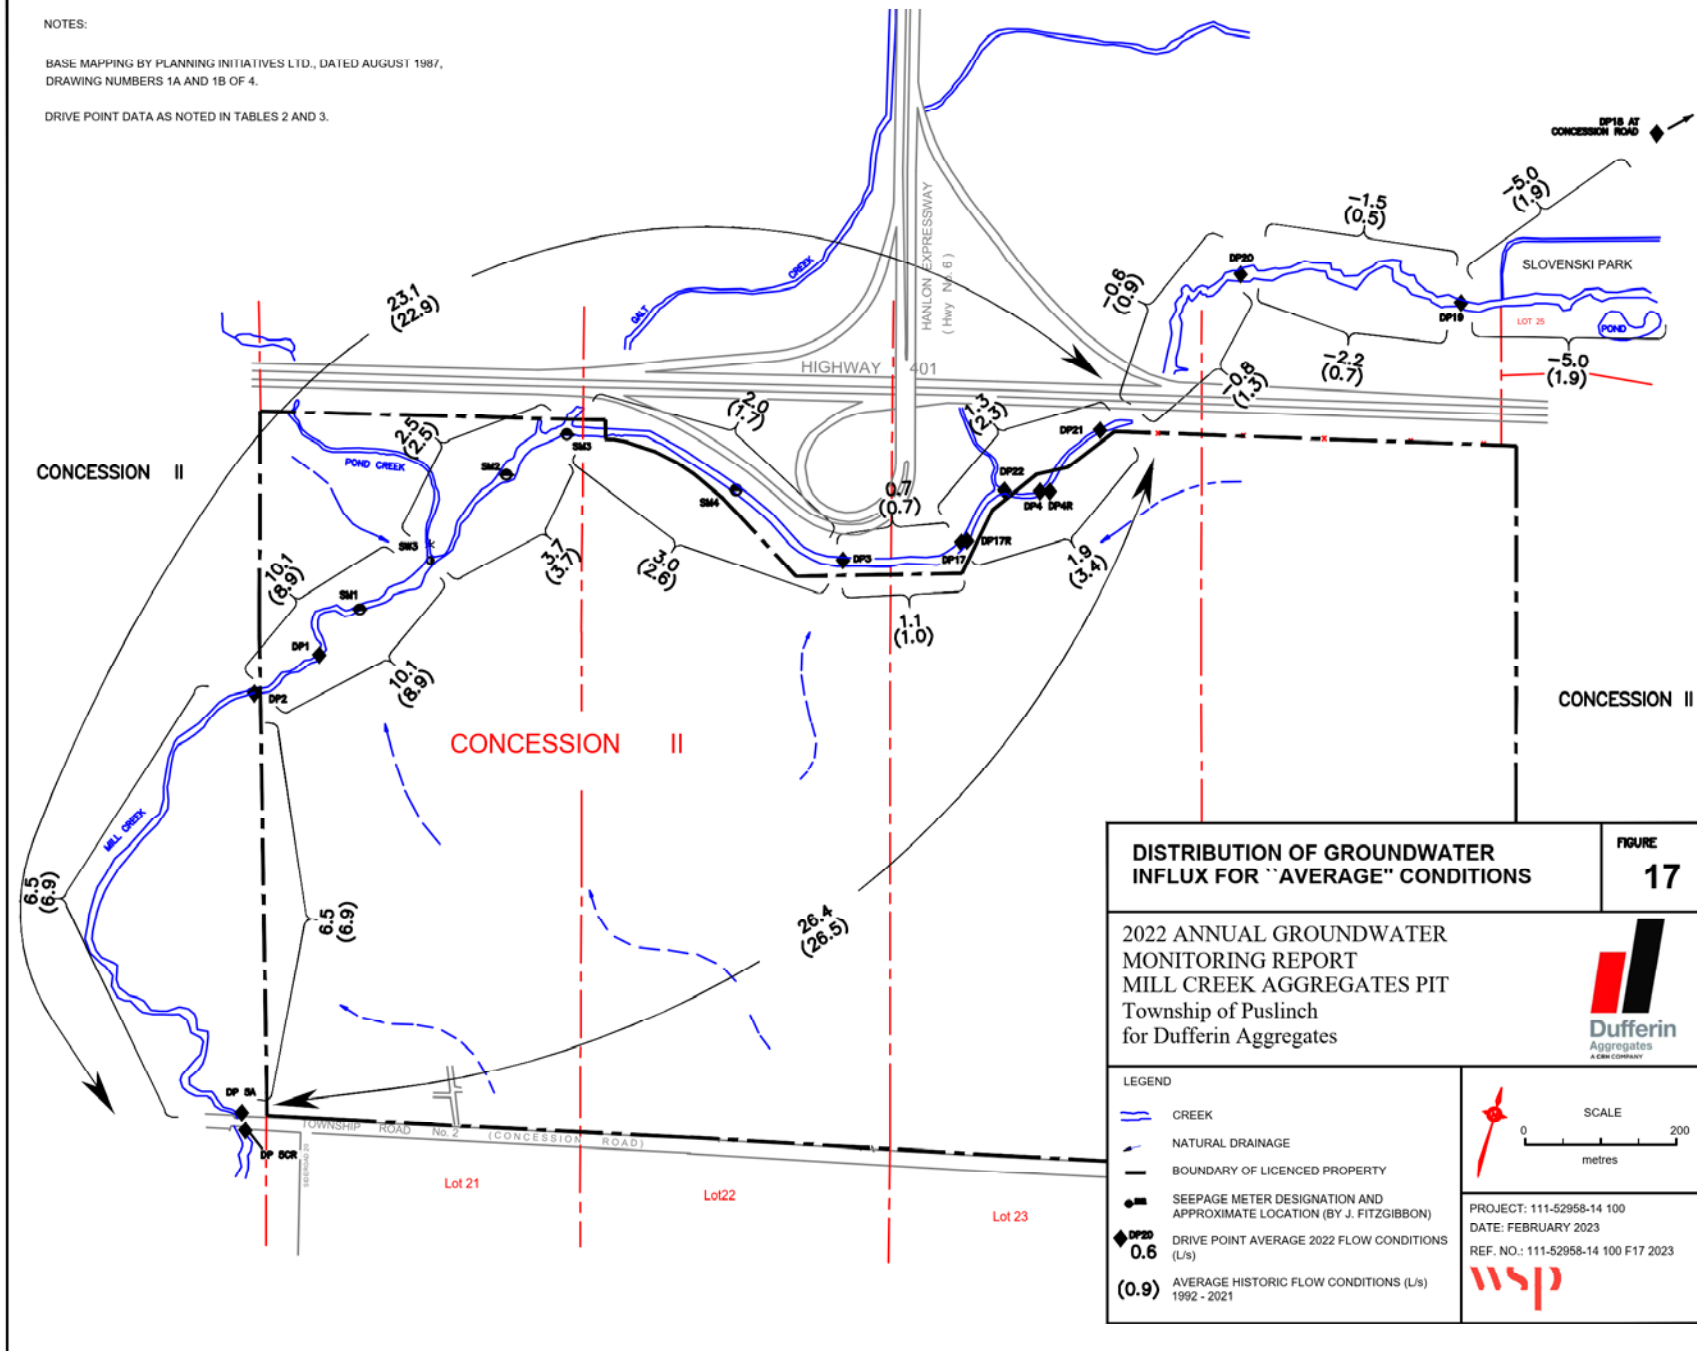 NOTES:
BASE MAPPING BY PLANNING INITIATIVES LTD., DATED AUGUST 1987,
DRAWING NUMBERS 1A AND 1B OF 4.
DRIVE POINT DATA AS NOTED IN TABLES 2 AND 3.
DP18 AT
CONCESSION ROAD
-5.0
(1.9)
-1.5
(0.5)
HANLON EXPRESSWAY
( Hwy No. 6 )
DP20
SLOVENSKI PARK
CREEK
GALT
23.1
(22.9)
-0.6
(0.9)
DP19
LOT 25
POND
HIGHWAY 401
-2.2
(0.7)
-5.0
(1.9)
-0.8
(1.3)
2.0
(1.7)
1.3
(2.3)
2.5
(2.5)
DP21
SM3
CONCESSION II
POND CREEK
SM2
DP22
SM4
0.7
(0.7)
DP4
DP4R
SW3
DP17R
DP17
DP3
10.1
(8.9)
3.7
(3.7)
3.0
(2.6)
1.9
(3.4)
SM1
1.1
(1.0)
DP1
10.1
(8.9)
DP2
CONCESSION II
CONCESSION II
MILL CREEK
6.5
(6.9)
6.5
(6.9)
26.4
(26.5)
DP 5A
DP 5CR
TOWNSHIP ROAD No. 2 (CONCESSION ROAD)
SIDEROAD 20
Lot 21
Lot22
Lot 23
DISTRIBUTION OF GROUNDWATER
INFLUX FOR ``AVERAGE" CONDITIONS
FIGURE
17
2022 ANNUAL GROUNDWATER
MONITORING REPORT
MILL CREEK AGGREGATES PIT
Township of Puslinch
for Dufferin Aggregates
Dufferin
Aggregates
A CRH COMPANY
LEGEND
CREEK
NATURAL DRAINAGE
BOUNDARY OF LICENCED PROPERTY
SEEPAGE METER DESIGNATION AND
APPROXIMATE LOCATION (BY J. FITZGIBBON)
DP20
0.6
DRIVE POINT AVERAGE 2022 FLOW CONDITIONS
(L/s)
(0.9)
AVERAGE HISTORIC FLOW CONDITIONS (L/s)
1992 - 2021
SCALE
0 200
metres
PROJECT: 111-52958-14 100
DATE: FEBRUARY 2023
REF. NO.: 111-52958-14 100 F17 2023
wsp